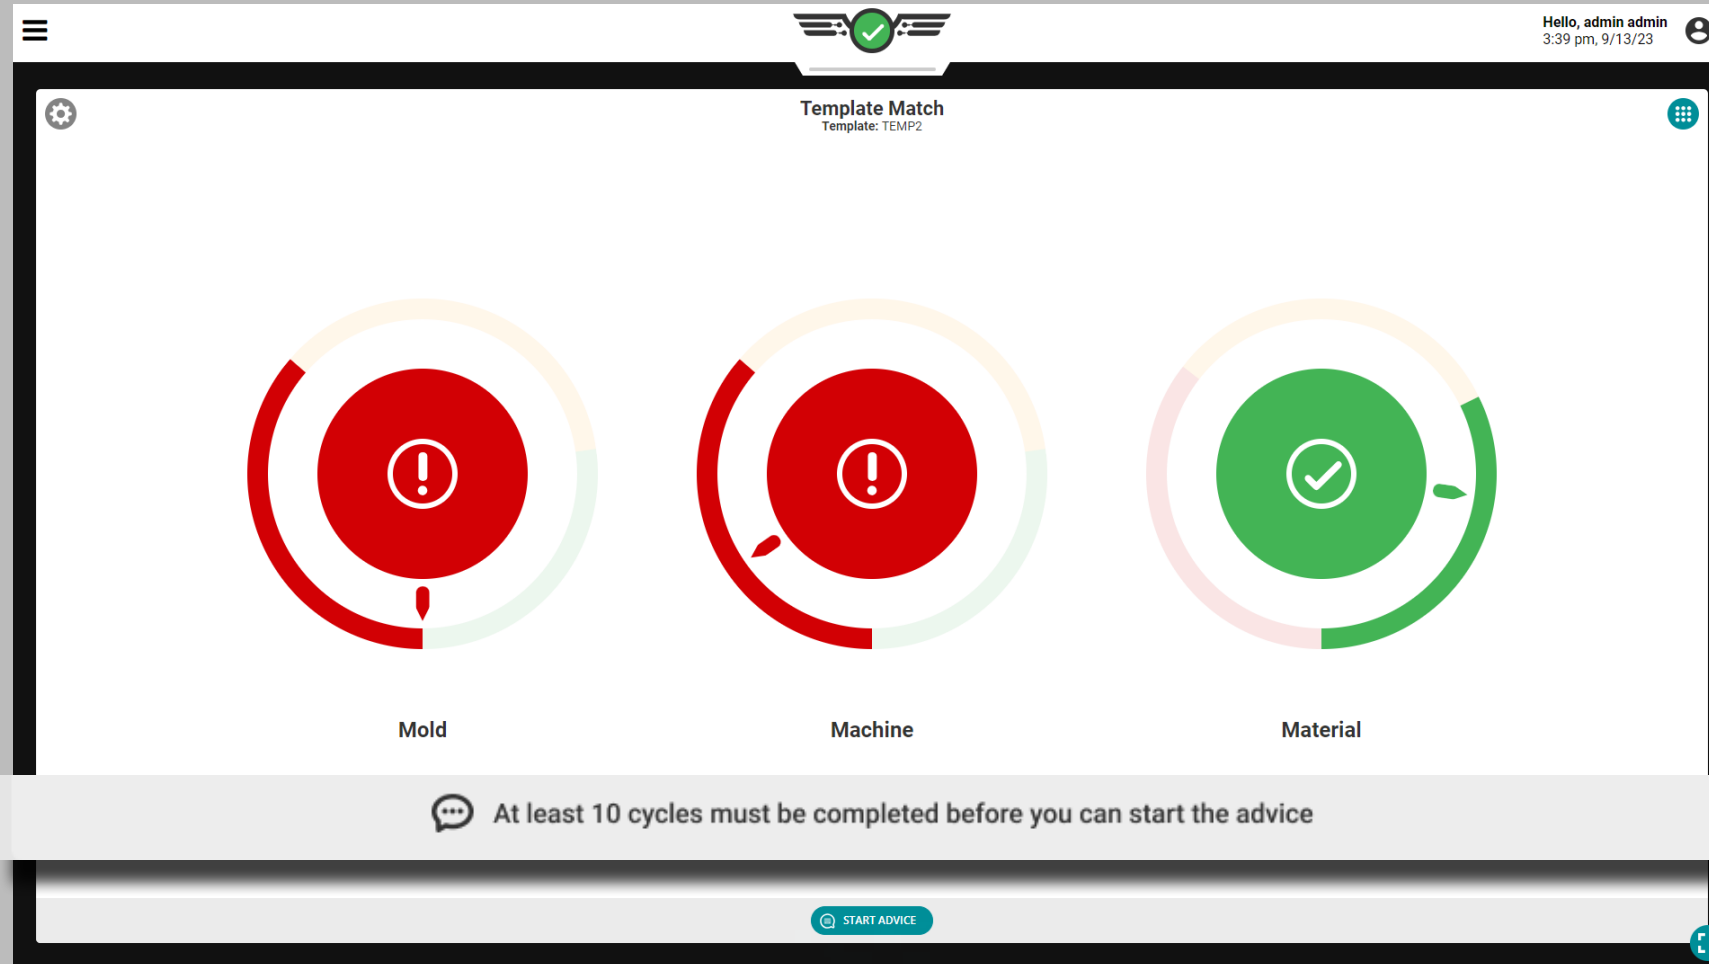 Hello, admin admin
3:39 pm, 9/13/23
Template Match
Template: TEMP2
Mold
Machine
Material
At least 10 cycles must be completed before you can start the advice
START ADVICE